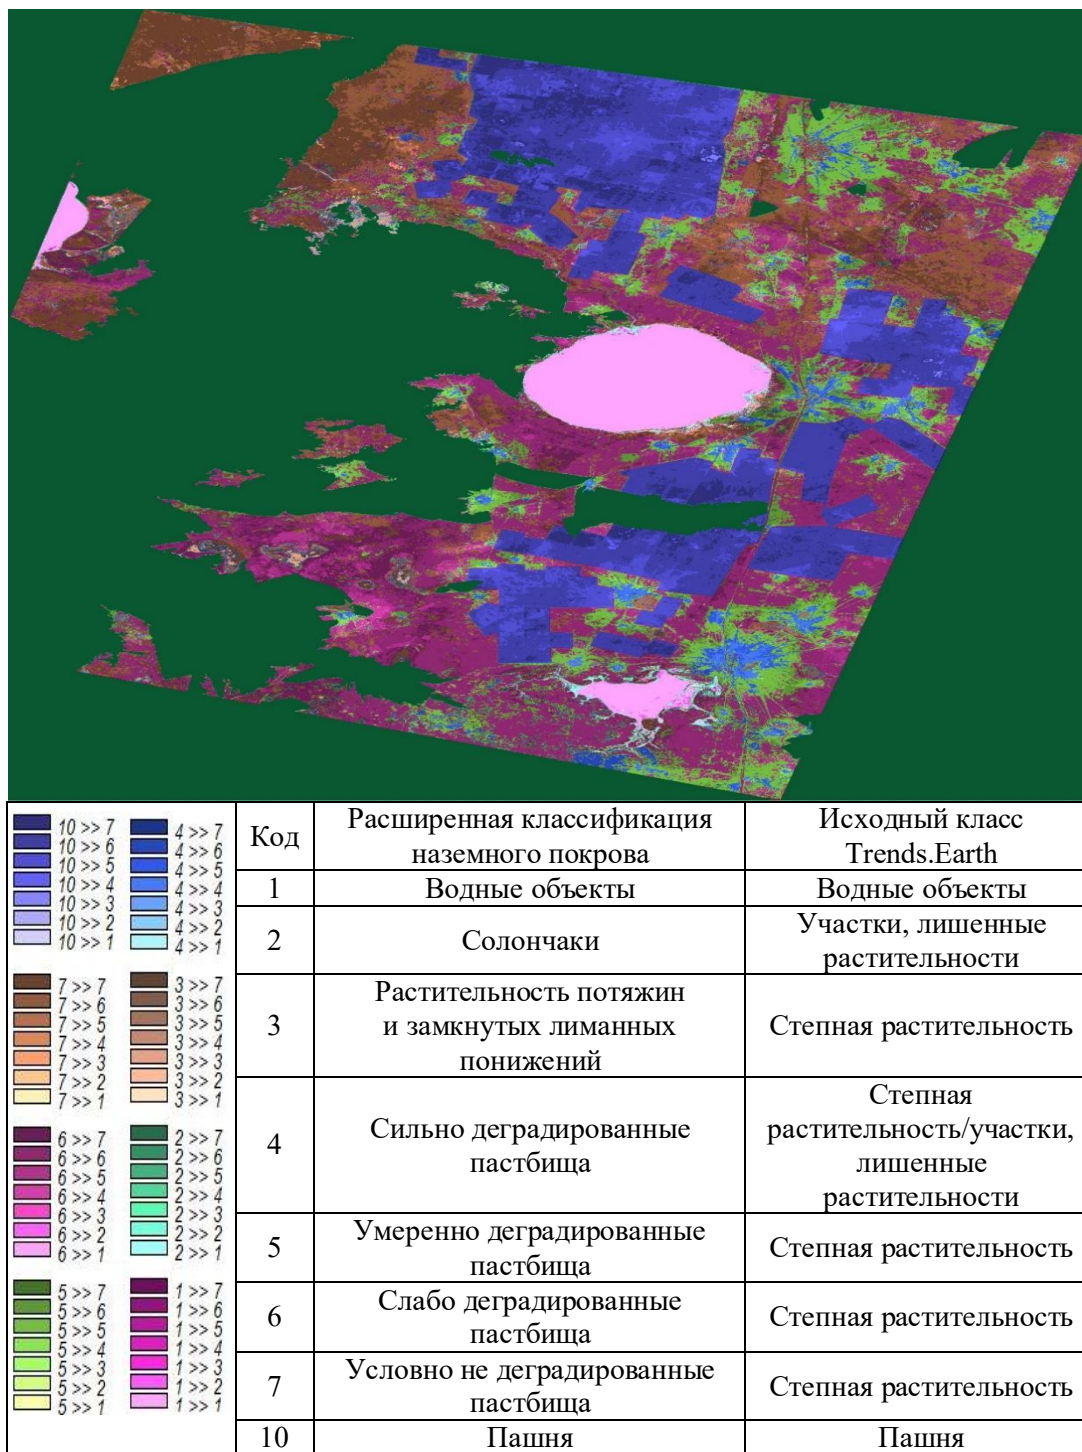 10 >> 7
10 >> 6
10 >> 5
10 >> 4
10 >> 3
10 >> 2
10 >> 1
4 >> 7
4 >> 6
4 >> 5
4 >> 4
4 >> 3
4 >> 2
4 >> 1
7 >> 7
7 >> 6
7 >> 5
7 >> 4
7 >> 3
7 >> 2
7 >> 1
3 >> 7
3 >> 6
3 >> 5
3 >> 4
3 >> 3
3 >> 2
3 >> 1
6 >> 7
6 >> 6
6 >> 5
6 >> 4
6 >> 3
6 >> 2
6 >> 1
2 >> 7
2 >> 6
2 >> 5
2 >> 4
2 >> 3
2 >> 2
2 >> 1
5 >> 7
5 >> 6
5 >> 5
5 >> 4
5 >> 3
5 >> 2
5 >> 1
1 >> 7
1 >> 6
1 >> 5
1 >> 4
1 >> 3
1 >> 2
1 >> 1
Код
Расширенная классификация
наземного покрова
Исходный класс
Trends.Earth
1
Водные объекты
Водные объекты
2
Солончаки
Участки, лишенные
растительности
3
Растительность потяжин
и замкнутых лиманных
понижений
Степная растительность
4
Сильно деградированные
пастбища
Степная
растительность/участки,
лишенные
растительности
5
Умеренно деградированные
пастбища
Степная растительность
6
Слабо деградированные
пастбища
Степная растительность
7
Условно не деградированные
пастбища
Степная растительность
10
Пашня
Пашня